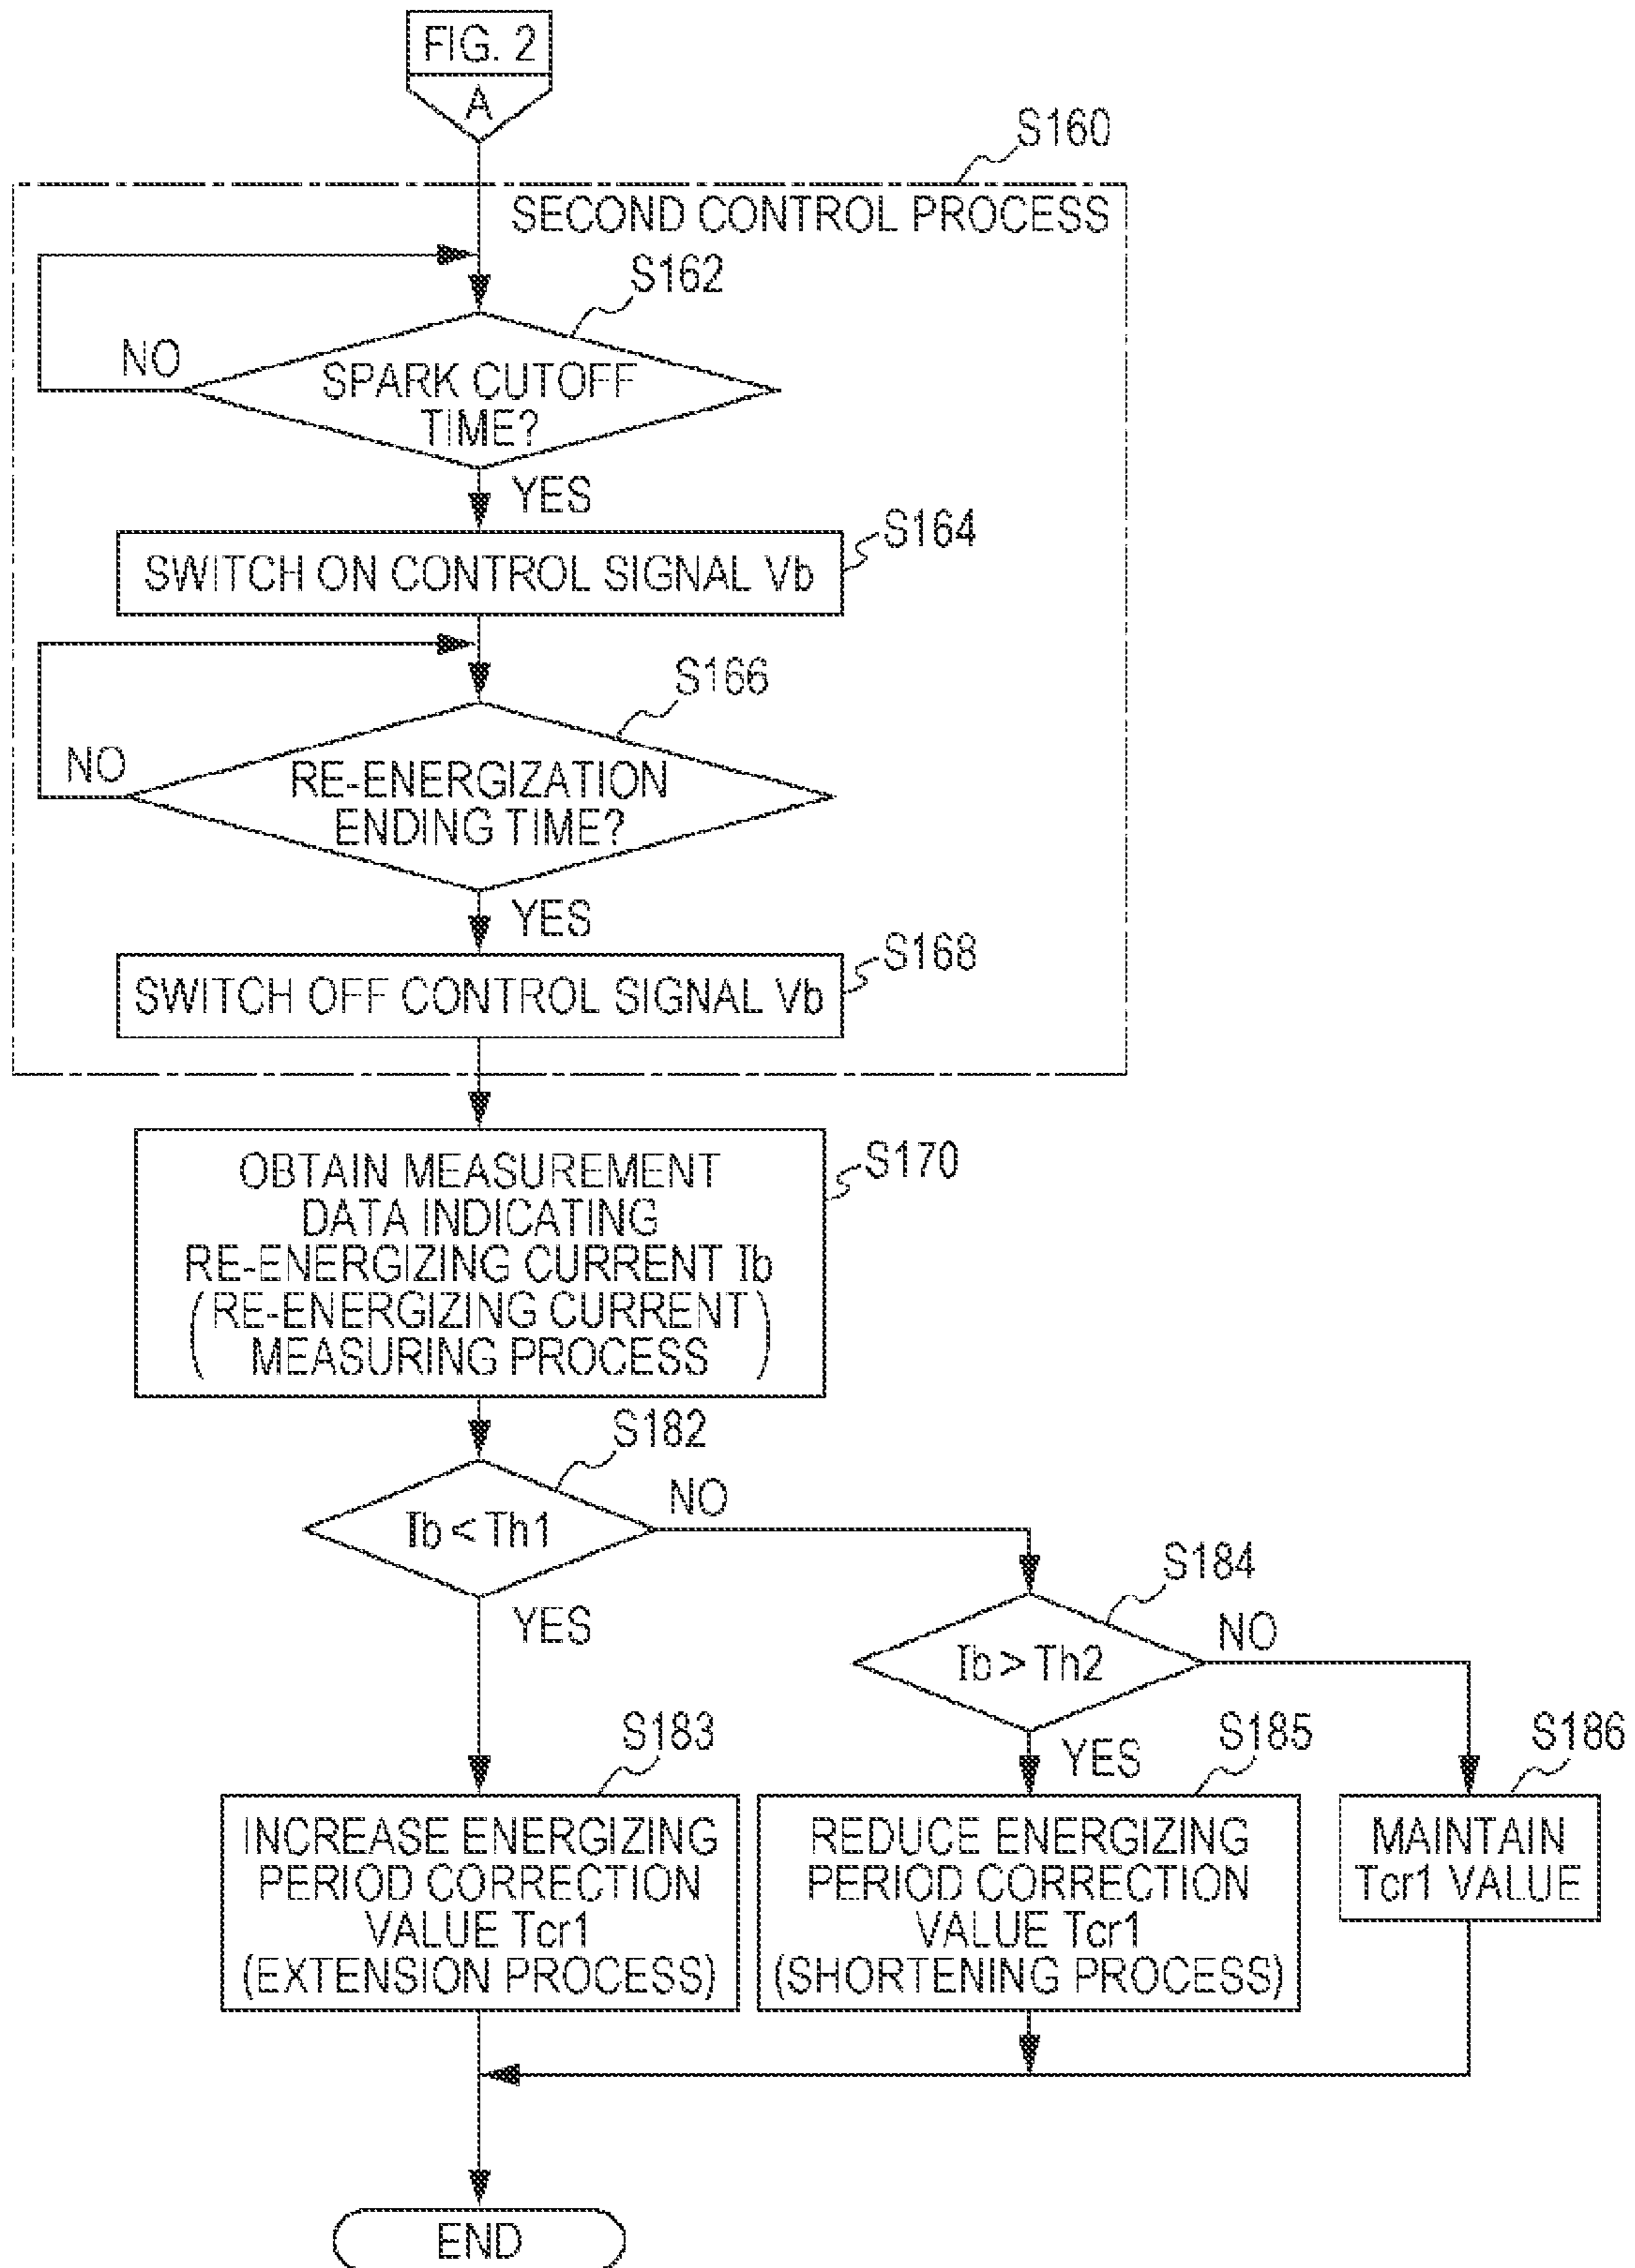 FIG. 2
A
S160
SECOND CONTROL PROCESS
S162
NO
SPARK CUTOFF
TIME?
YES
S164
SWITCH ON CONTROL SIGNAL Vb
S166
NO
RE-ENERGIZATION
ENDING TIME?
YES
S168
SWITCH OFF CONTROL SIGNAL Vb
S170
OBTAIN MEASUREMENT
DATA INDICATING
RE-ENERGIZING CURRENT Ib
(RE-ENERGIZING CURRENT
MEASURING PROCESS)
S182
Ib < Th1
NO
YES
S184
Ib > Th2
NO
YES
S183
INCREASE ENERGIZING
PERIOD CORRECTION
VALUE Tcr1
(EXTENSION PROCESS)
S185
REDUCE ENERGIZING
PERIOD CORRECTION
VALUE Tcr1
(SHORTENING PROCESS)
S186
MAINTAIN
Tcr1 VALUE
END